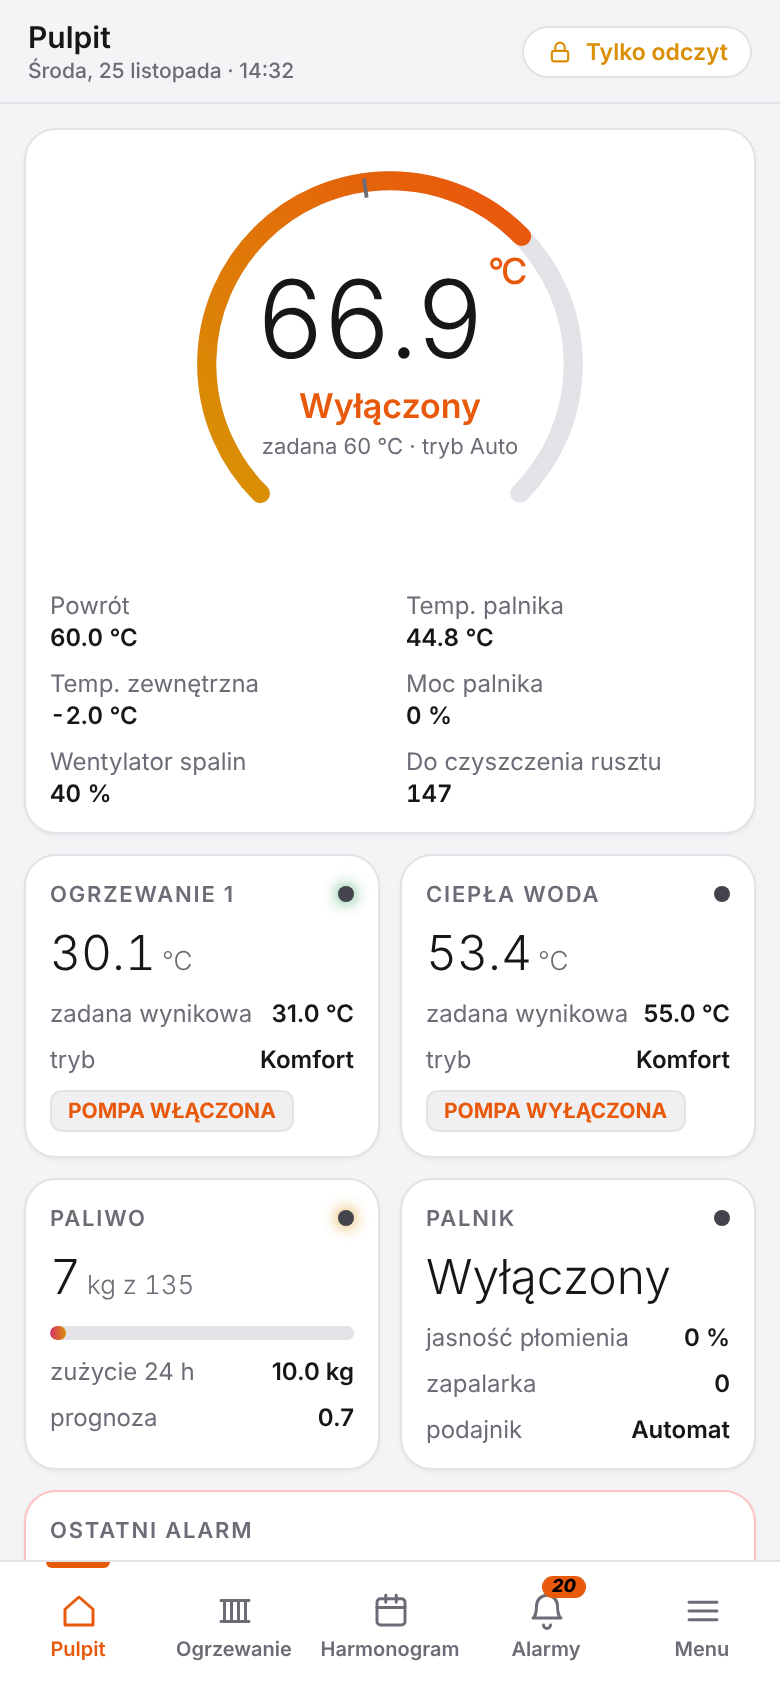 Pulpit
Środa, 25 listopada · 14:32
Tylko odczyt
66.9 °C
Wyłączony
zadana 60 °C · tryb Auto
Powrót
60.0 °C
Temp. palnika
44.8 °C
Temp. zewnętrzna
-2.0 °C
Moc palnika
0 %
Wentylator spalin
40 %
Do czyszczenia rusztu
147
OGRZEWANIE 1
30.1 °C
zadana wynikowa 31.0 °C
tryb Komfort
POMPA WŁĄCZONA
CIEPŁA WODA
53.4 °C
zadana wynikowa 55.0 °C
tryb Komfort
POMPA WYŁĄCZONA
PALIWO
7 kg z 135
zużycie 24 h 10.0 kg
prognoza 0.7
PALNIK
Wyłączony
jasność płomienia 0 %
zapalarka 0
podajnik Automat
OSTATNI ALARM
20
Pulpit
Ogrzewanie
Harmonogram
Alarmy
Menu